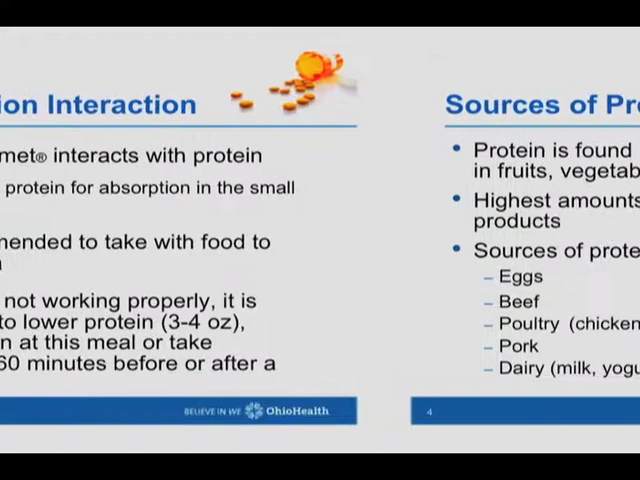 ion Interaction
met® interacts with protein
protein for absorption in the small
mended to take with food to
not working properly, it is
to lower protein (3-4 oz),
n at this meal or take
60 minutes before or after a
BELIEVE IN WE OhioHealth
Sources of Pro
• Protein is found
in fruits, vegetab
• Highest amounts
products
• Sources of prote
– Eggs
– Beef
– Poultry (chicken
– Pork
– Dairy (milk, yogu
4